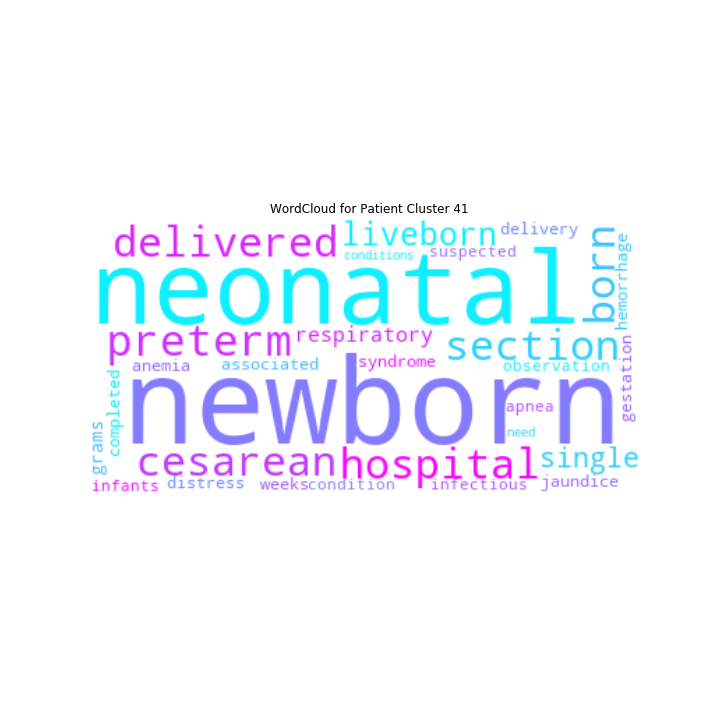 WordCloud for Patient Cluster 41
delivered
liveborn
delivery
conditions
suspected
born
hemorrhage
neonatal
preterm
respiratory
section
anemia
associated
syndrome
observation
gestation
completed
grams
newborn
apnea
need
cesarean
hospital
single
infants
distress
weeks
condition
infectious
jaundice